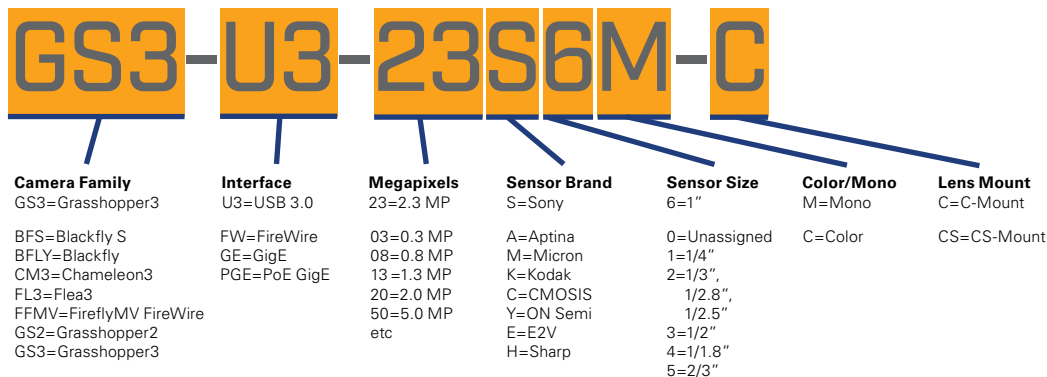 GS3-U3-23S6M-C
Camera Family
GS3=Grasshopper3
BFS=Blackfly S
BFLY=Blackfly
CM3=Chameleon3
FL3=Flea3
FFMV=FireflyMV FireWire
GS2=Grasshopper2
GS3=Grasshopper3
Interface
U3=USB 3.0
FW=FireWire
GE=GigE
PGE=PoE GigE
Megapixels
23=2.3 MP
03=0.3 MP
08=0.8 MP
13=1.3 MP
20=2.0 MP
50=5.0 MP
etc
Sensor Brand
S=Sony
A=Aptina
M=Micron
K=Kodak
C=CMOSIS
Y=ON Semi
E=E2V
H=Sharp
Sensor Size
6=1”
0=Unassigned
1=1/4”
2=1/3”,
1/2.8”,
1/2.5”
3=1/2”
4=1/1.8”
5=2/3”
Color/Mono
M=Mono
C=Color
Lens Mount
C=C-Mount
CS=CS-Mount